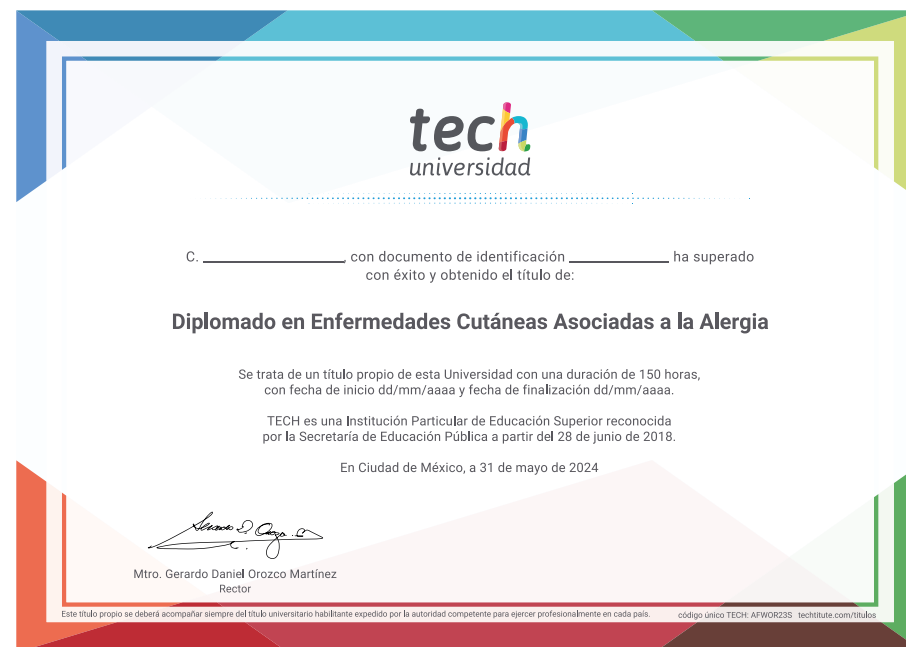 tech
universidad
C. ____________, con documento de identificación ____________ ha superado
con éxito y obtenido el título de:
Diplomado en Enfermedades Cutáneas Asociadas a la Alergia
Se trata de un título propio de esta Universidad con una duración de 150 horas,
con fecha de inicio dd/mm/aaaa y fecha de finalización dd/mm/aaaa.
TECH es una Institución Particular de Educación Superior reconocida
por la Secretaría de Educación Pública a partir del 28 de junio de 2018.
En Ciudad de México, a 31 de mayo de 2024
Mtro. Gerardo Daniel Orozco Martínez
Rector
Este título propio se deberá acompañar siempre del título universitario habilitante expedido por la autoridad competente para ejercer profesionalmente en cada país. código único TECH: AFWOR23S techtitute.com/titulos